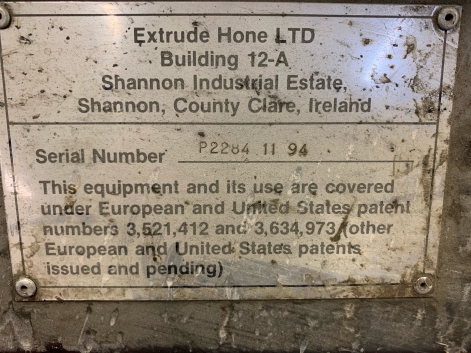 Extrude Hone LTD
Building 12-A
Shannon Industrial Estate,
Shannon, County Clare, Ireland
Serial Number P2284 11 94
This equipment and its use are covered
under European and United States patent
numbers 3,521,412 and 3,634,973 (other
European and United States patents
issued and pending)